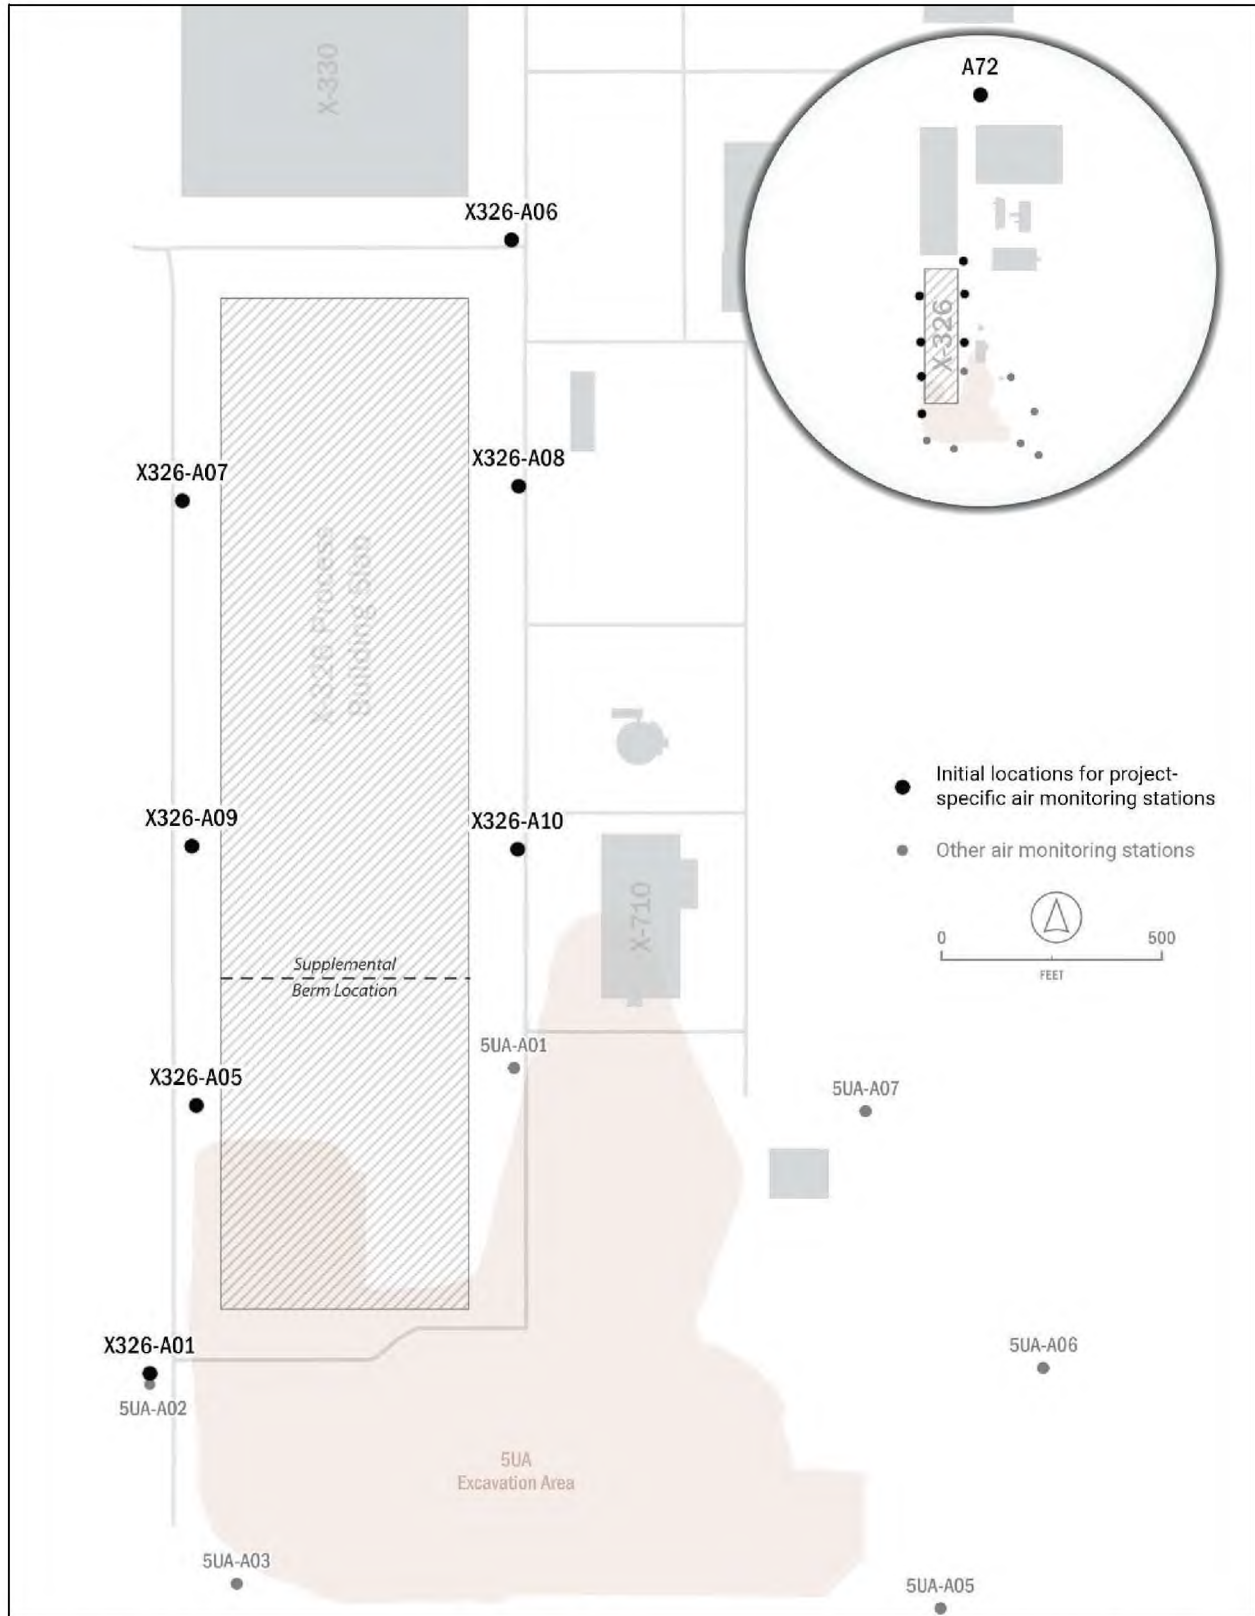 X-330
A72
X326-A06
X-326
X326-A07
X326-A08
X-326 Process
Building Slab
Initial locations for project-
specific air monitoring stations
X326-A09
X326-A10
Other air monitoring stations
X-710
0
500
FEET
Supplemental
Berm Location
5UA-A01
X326-A05
5UA-A07
X326-A01
5UA-A02
5UA-A06
5UA
Excavation Area
5UA-A03
5UA-A05